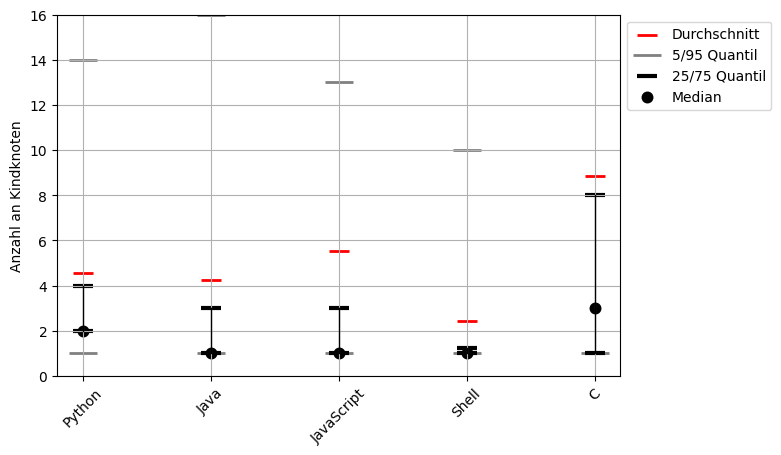 16
14
12
10
8
6
4
2
0
Anzahl an Kindknoten
Python
Java
JavaScript
Shell
C
Durchschnitt
5/95 Quantil
25/75 Quantil
Median